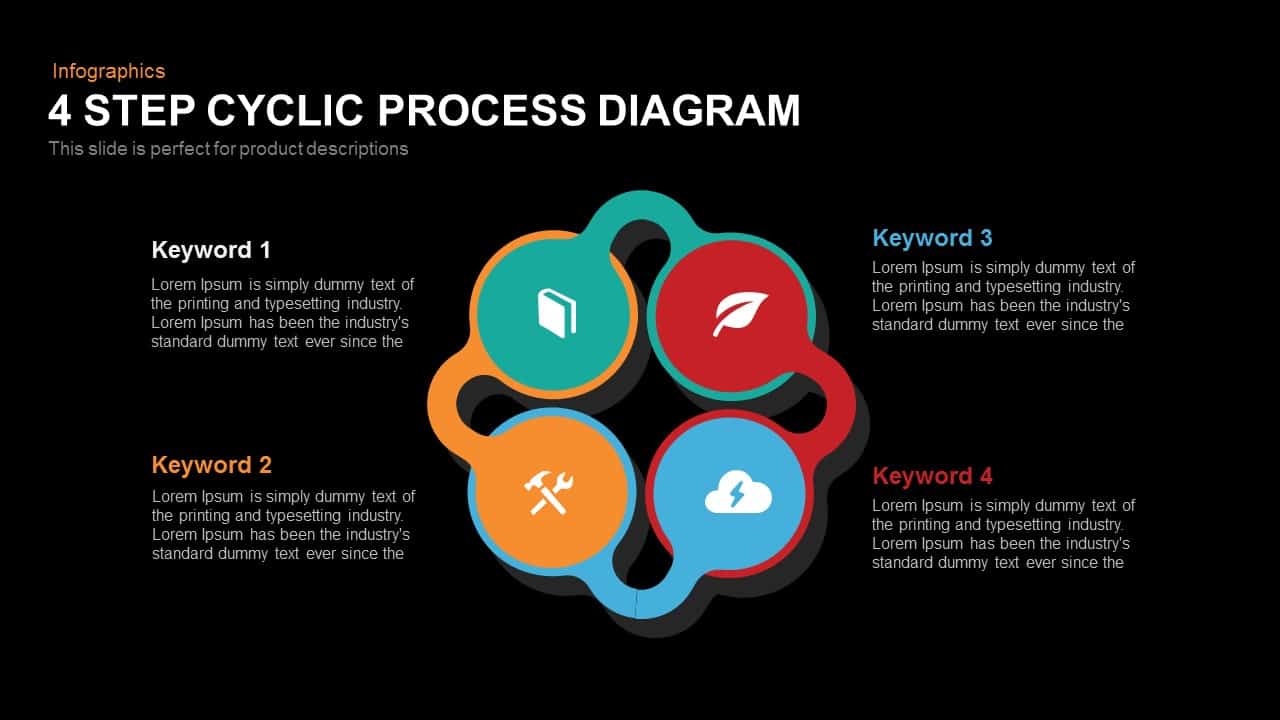 Infographics
4 STEP CYCLIC PROCESS DIAGRAM
This slide is perfect for product descriptions
Keyword 1
Lorem Ipsum is simply dummy text of
the printing and typesetting industry.
Lorem Ipsum has been the industry's
standard dummy text ever since the
Keyword 2
Lorem Ipsum is simply dummy text of
the printing and typesetting industry.
Lorem Ipsum has been the industry's
standard dummy text ever since the
Keyword 3
Lorem Ipsum is simply dummy text of
the printing and typesetting industry.
Lorem Ipsum has been the industry's
standard dummy text ever since the
Keyword 4
Lorem Ipsum is simply dummy text of
the printing and typesetting industry.
Lorem Ipsum has been the industry's
standard dummy text ever since the